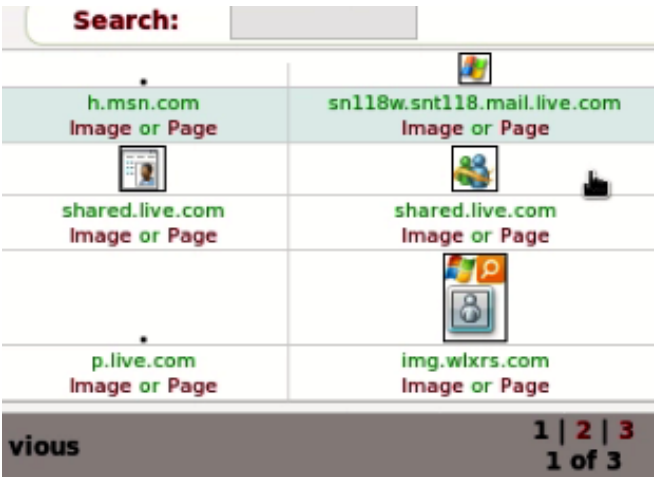 Search:
h.msn.com
sn118w.snt118.mail.live.com
Image or Page
Image or Page
shared.live.com
shared.live.com
Image or Page
Image or Page
p.live.com
img.wlxrs.com
Image or Page
Image or Page
vious
1 | 2 | 3
1 of 3